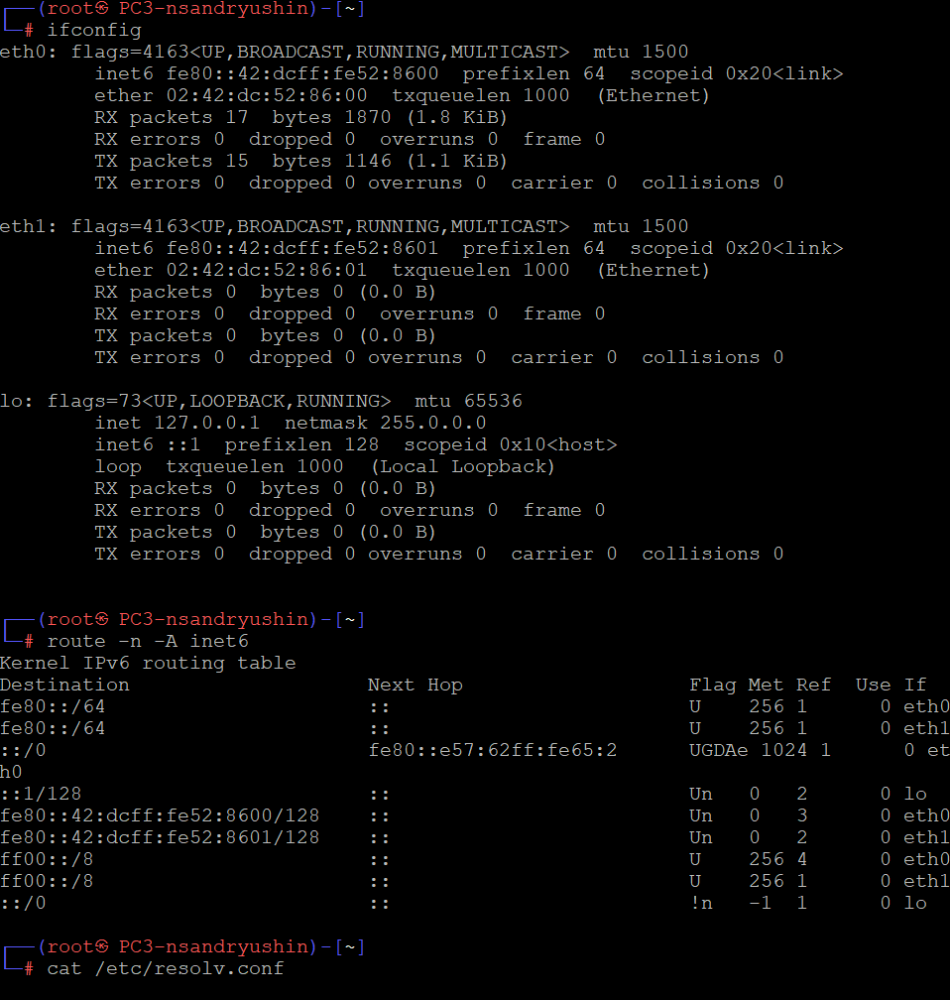 ┌──(root㉿ PC3-nsandryushin)-[~]
└─# ifconfig
eth0: flags=4163<UP,BROADCAST,RUNNING,MULTICAST>  mtu 1500
        inet6 fe80::42:dcff:fe52:8600  prefixlen 64  scopeid 0x20<link>
        ether 02:42:dc:52:86:00  txqueuelen 1000  (Ethernet)
        RX packets 17  bytes 1870 (1.8 KiB)
        RX errors 0  dropped 0  overruns 0  frame 0
        TX packets 15  bytes 1146 (1.1 KiB)
        TX errors 0  dropped 0 overruns 0  carrier 0  collisions 0

eth1: flags=4163<UP,BROADCAST,RUNNING,MULTICAST>  mtu 1500
        inet6 fe80::42:dcff:fe52:8601  prefixlen 64  scopeid 0x20<link>
        ether 02:42:dc:52:86:01  txqueuelen 1000  (Ethernet)
        RX packets 0  bytes 0 (0.0 B)
        RX errors 0  dropped 0  overruns 0  frame 0
        TX packets 0  bytes 0 (0.0 B)
        TX errors 0  dropped 0 overruns 0  carrier 0  collisions 0

lo: flags=73<UP,LOOPBACK,RUNNING>  mtu 65536
        inet 127.0.0.1  netmask 255.0.0.0
        inet6 ::1  prefixlen 128  scopeid 0x10<host>
        loop  txqueuelen 1000  (Local Loopback)
        RX packets 0  bytes 0 (0.0 B)
        RX errors 0  dropped 0  overruns 0  frame 0
        TX packets 0  bytes 0 (0.0 B)
        TX errors 0  dropped 0 overruns 0  carrier 0  collisions 0

┌──(root㉿ PC3-nsandryushin)-[~]
└─# route -n -A inet6
Kernel IPv6 routing table
Destination                    Next Hop                   Flag Met Ref  Use If
fe80::/64                      ::                         U    256 1      0 eth0
fe80::/64                      ::                         U    256 1      0 eth1
::/0                           fe80::e57:62ff:fe65:2      UGDAe 1024 1      0 et
h0
::1/128                        ::                         Un   0   2      0 lo
fe80::42:dcff:fe52:8600/128    ::                         Un   0   3      0 eth0
fe80::42:dcff:fe52:8601/128    ::                         Un   0   2      0 eth1
ff00::/8                       ::                         U    256 4      0 eth0
ff00::/8                       ::                         U    256 1      0 eth1
::/0                           ::                         !n   -1  1      0 lo

┌──(root㉿ PC3-nsandryushin)-[~]
└─# cat /etc/resolv.conf